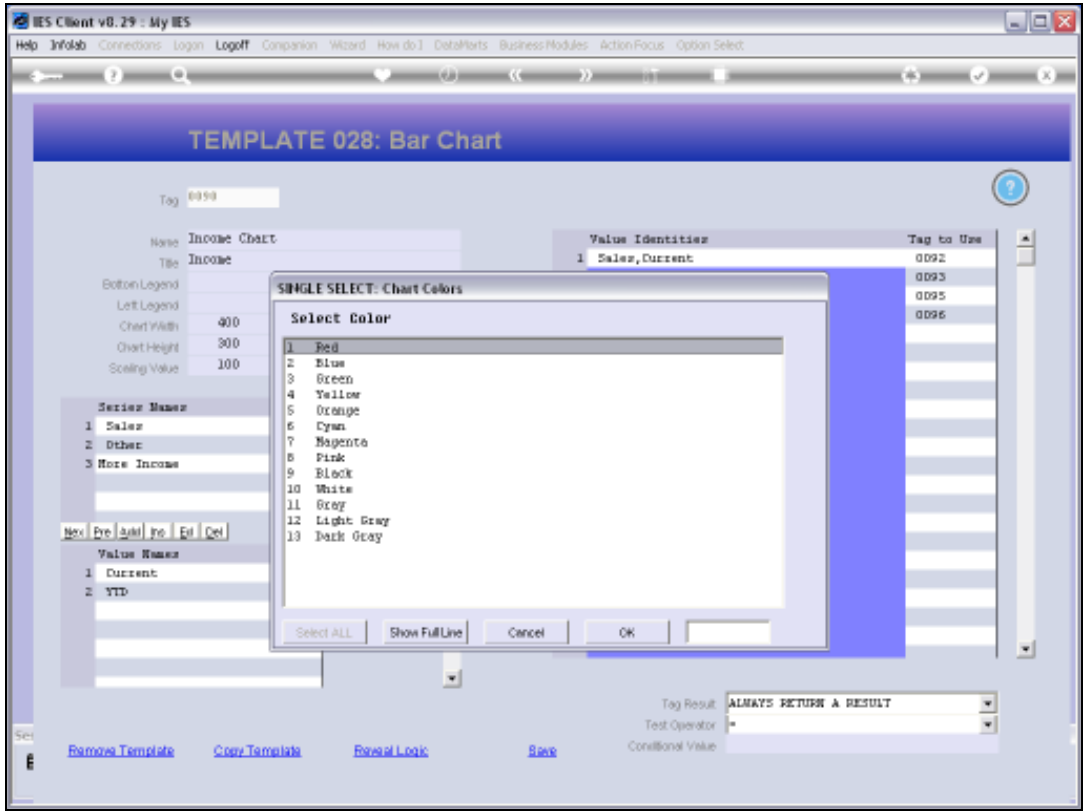 IES Client v8.29 : My IES
Help Infolab Connections Logon Logoff Companion Wizard How do I DataMarts Business Modules Action Focus Option Select
TEMPLATE 028: Bar Chart
Tag 0090
Name Income Chart
Title Income
Bottom Legend
Left Legend
Chart Width 400
Chart Height 300
Scaling Value 100
Value Identities Tag to Use
1 Sales,Current 0092
0093
0095
0096
Series Names
1 Sales
2 Other
3 More Income
Nex Pre Add Ins Ed Del
Value Names
1 Current
2 YTD
SINGLE SELECT: Chart Colors
Select Color
1 Red
2 Blue
3 Green
4 Yellow
5 Orange
6 Cyan
7 Magenta
8 Pink
9 Black
10 White
11 Gray
12 Light Gray
13 Dark Gray
Select ALL Show Full Line Cancel OK
Tag Result ALWAYS RETURN A RESULT
Test Operator =
Conditional Value
Remove Template Copy Template Reveal Logic Save